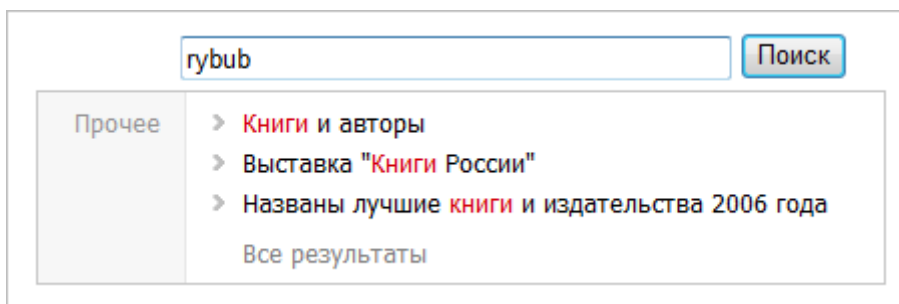 rybub Поиск
Прочее
Книги и авторы
Выставка "Книги России"
Названы лучшие книги и издательства 2006 года
Все результаты